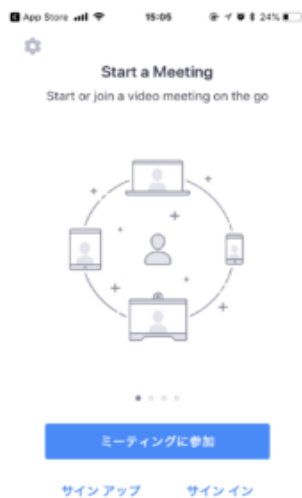 App Store 15:05 24%
Start a Meeting
Start or join a video meeting on the go
ミーティングに参加
サイン アップ サイン イン